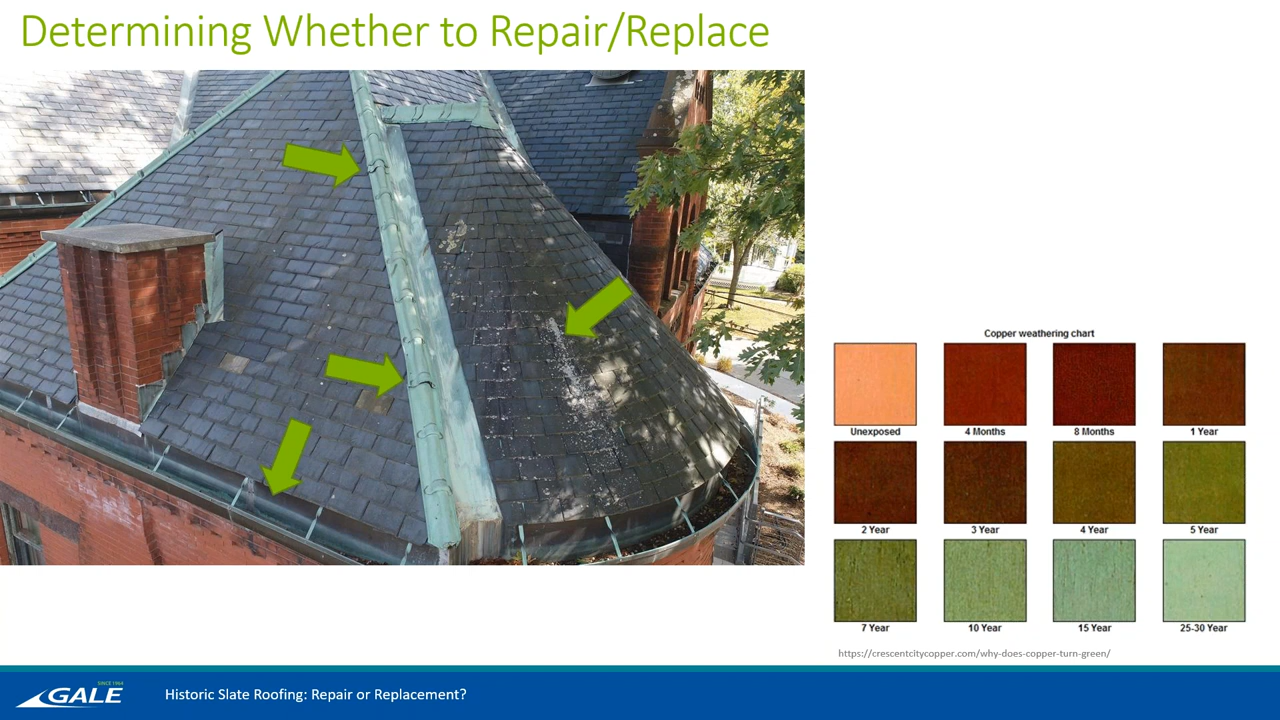 Determining Whether to Repair/Replace
Copper weathering chart
Unexposed
4 Months
8 Months
1 Year
2 Year
3 Year
4 Year
5 Year
7 Year
10 Year
15 Year
25-30 Year
https://crescentcitycopper.com/why-does-copper-turn-green/
SINCE 1964
GALE
Historic Slate Roofing: Repair or Replacement?